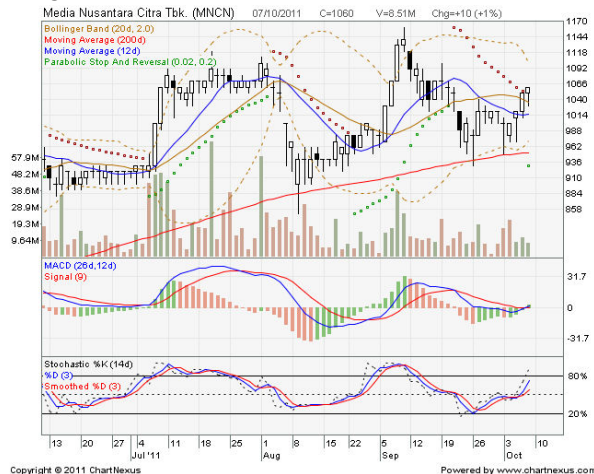 Media Nusantara Citra Tbk. (MNCN) 07/10/2011 C=1060 V=8.51M Chg=+10 (+1%)
Bollinger Band (20d, 2.0)
Moving Average (200d)
Moving Average (12d)
Parabolic Stop And Reversal (0.02, 0.2)
1170
1144
1118
1092
1066
1040
1014
988
962
936
910
884
858
57.9M
48.2M
38.6M
28.9M
19.3M
9.64M
MACD (26d,12d)
Signal (9)
31.7
0
-31.7
Stochastic %K (14d)
%D (3)
Smoothed %D (3)
80%
50%
20%
13 20 27 4 11 18 25 1 8 15 22 5 12 19 26 3 10
Jul '11 Aug Sep Oct
Copyright © 2011 ChartNexus Powered by www.chartnexus.com